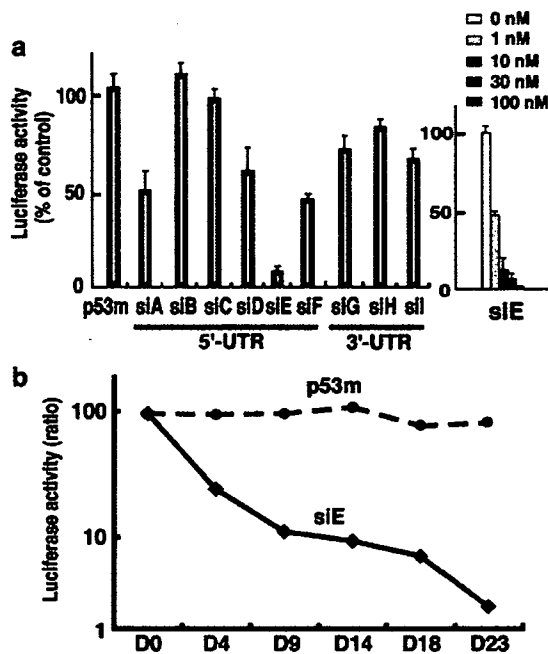 a
0 nM
1 nM
10 nM
30 nM
100 nM
Luciferase activity
(% of control)
100
50
0
p53m siA siB siC siD siE siF siG siH siI
5'-UTR 3'-UTR
100
50
0
siE
b
Luciferase activity (ratio)
100
10
1
p53m
siE
D0 D4 D9 D14 D18 D23